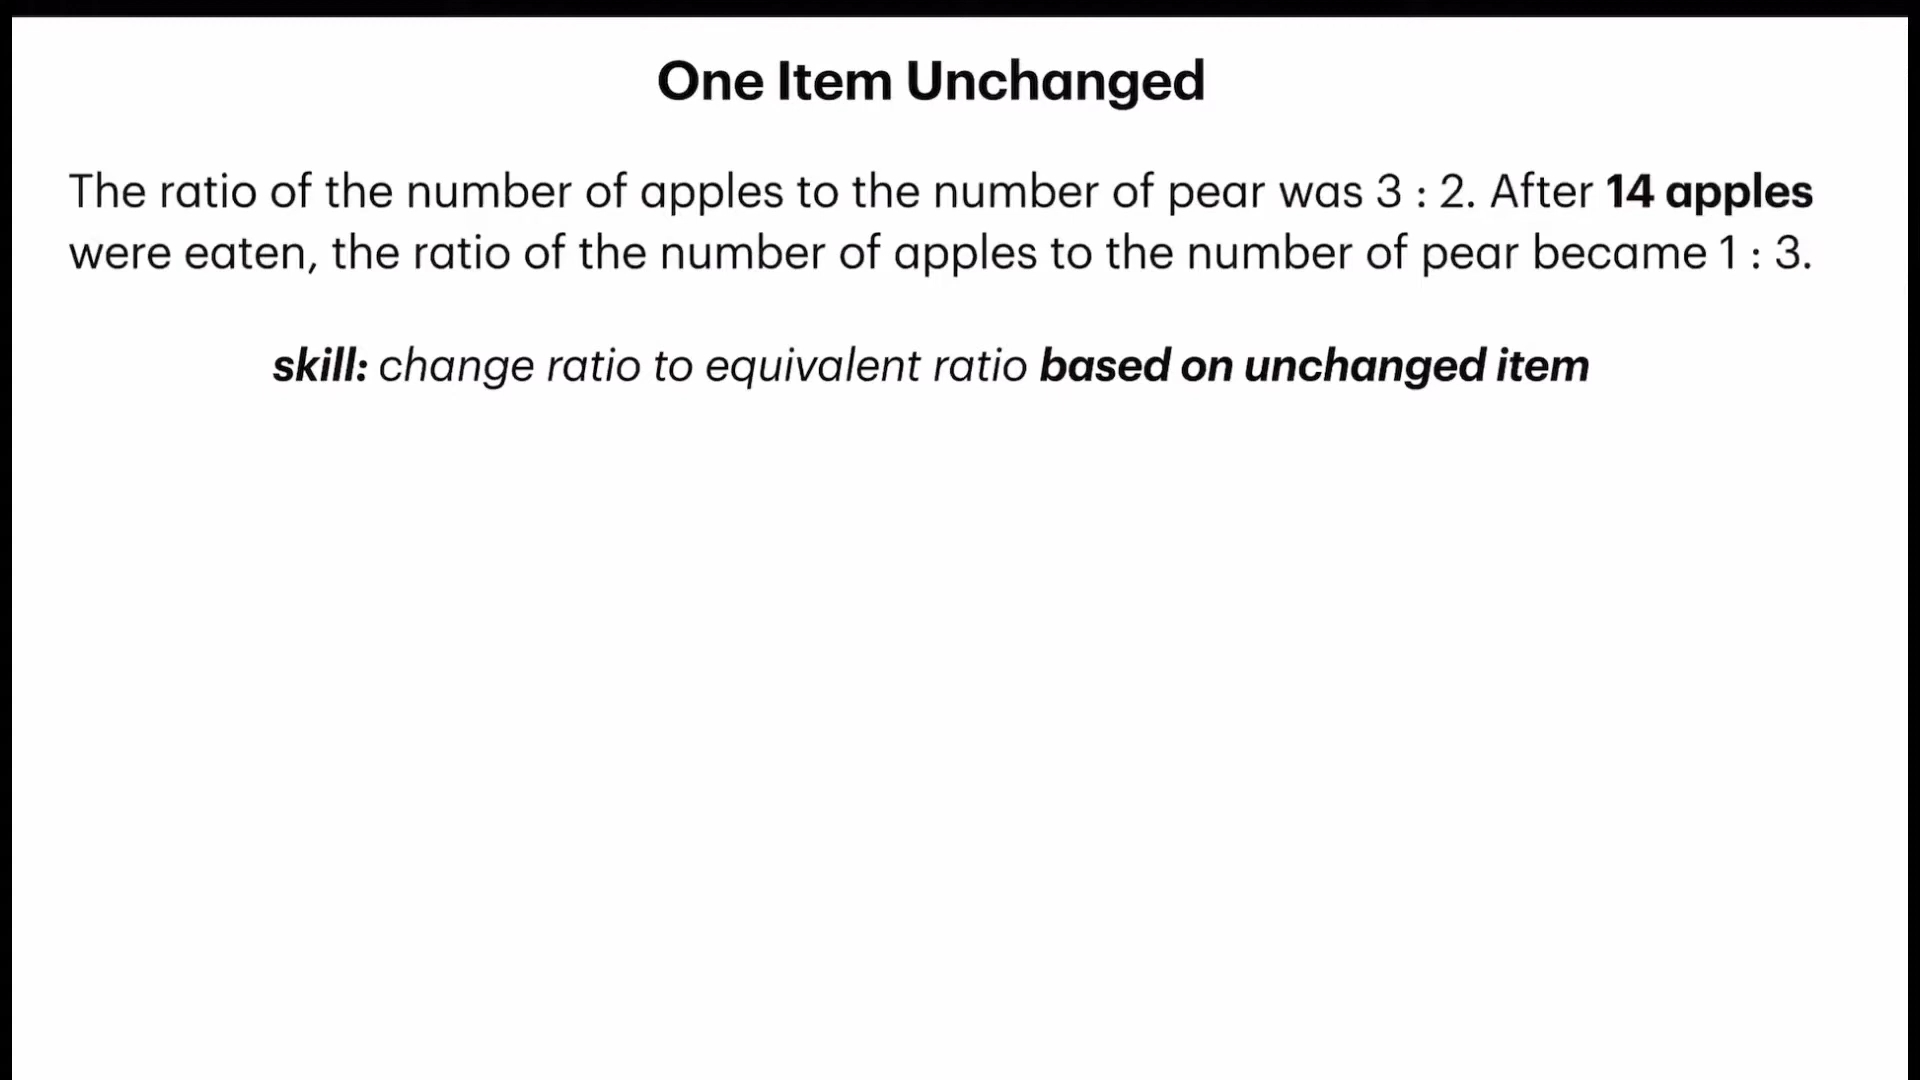 One Item Unchanged
The ratio of the number of apples to the number of pear was 3 : 2. After 14 apples
were eaten, the ratio of the number of apples to the number of pear became 1 : 3.
skill: change ratio to equivalent ratio based on unchanged item